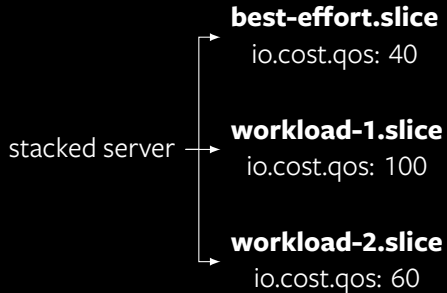 best-effort.slice
io.cost.qos: 40
stacked server
workload-1.slice
io.cost.qos: 100
workload-2.slice
io.cost.qos: 60